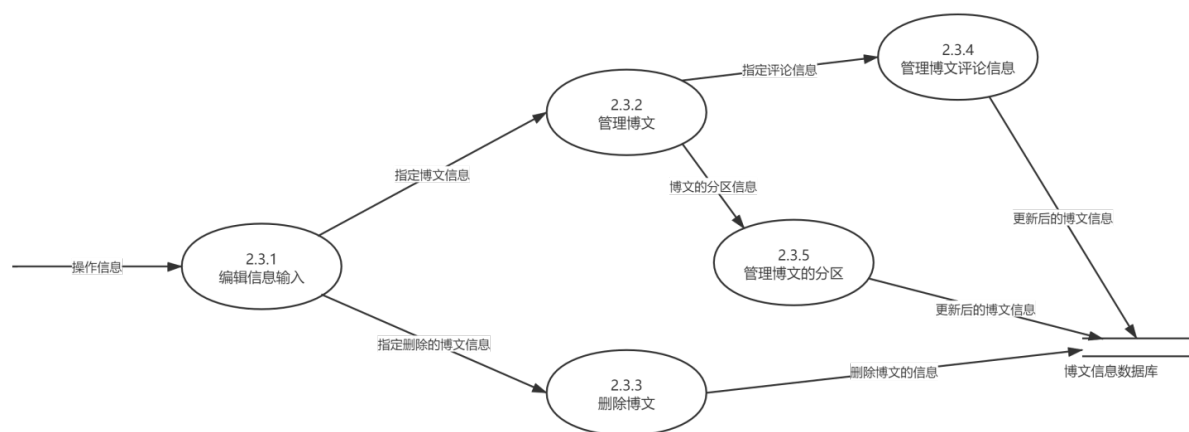 2.3.4
管理博文评论信息
指定评论信息
2.3.2
管理博文
指定博文信息
博文的分区信息
更新后的博文信息
2.3.1
编辑信息输入
操作信息
2.3.5
管理博文的分区
更新后的博文信息
指定删除的博文信息
博文信息数据库
删除博文的信息
2.3.3
删除博文